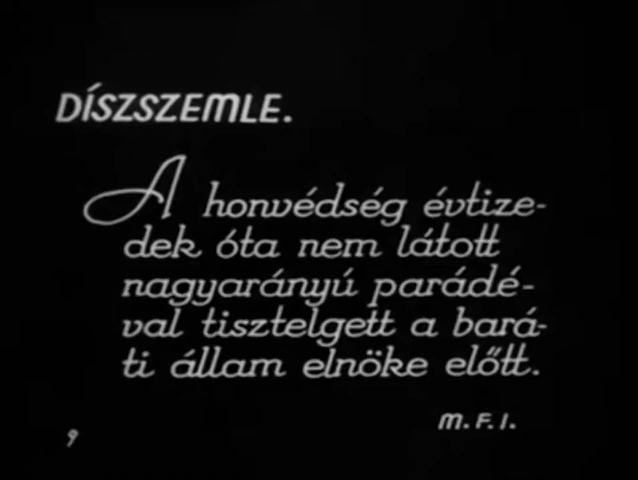 DÍSZSZEMLE.
A honvédség évtize-
dek óta nem látott
nagyarányú parádé-
val tisztelgett a bará-
ti állam elnöke előtt.
M. F. I.
9